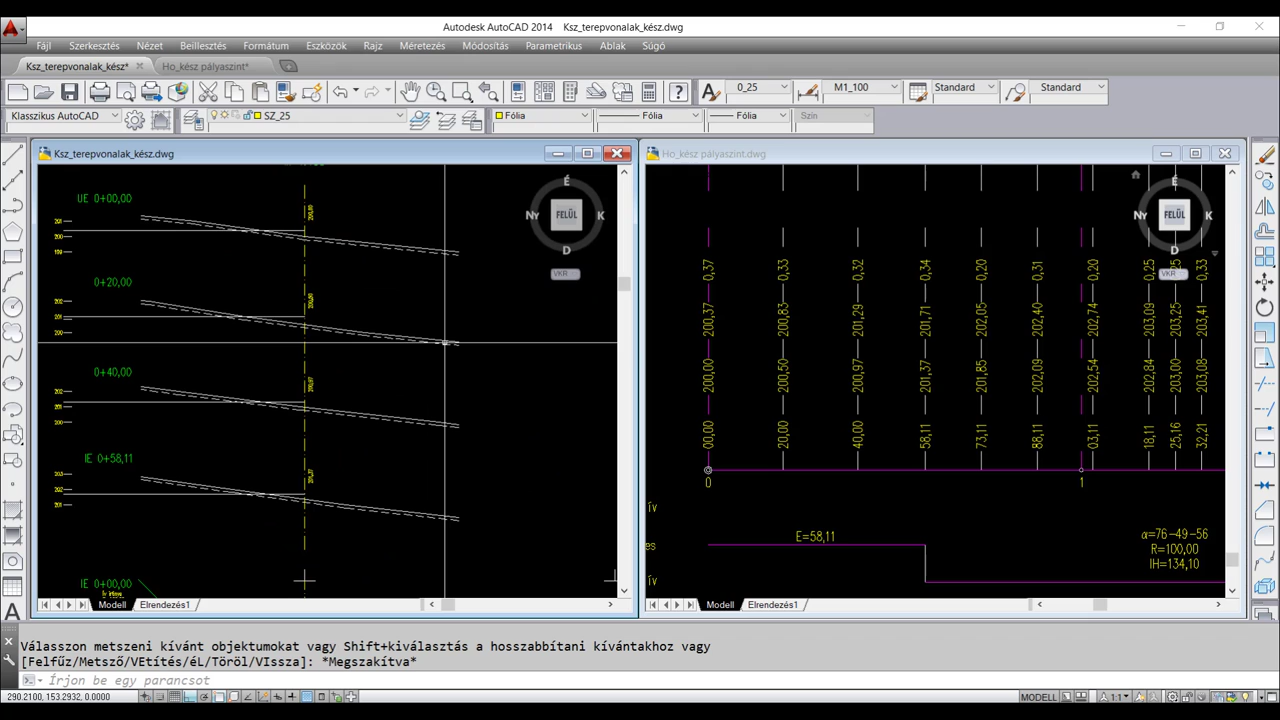 Autodesk AutoCAD 2014 Ksz_terepvonalak_kész.dwg
Fájl Szerkesztés Nézet Beillesztés Formátum Eszközök Rajz Méretezés Módosítás Parametrikus Ablak Súgó
Ksz_terepvonalak_kész* Ho_kész pályaszint*
0_25 M1_100 Standard Standard
Klasszikus AutoCAD SZ_25 Fólia Fólia Fólia Szín
Ksz_terepvonalak_kész.dwg
UE 0+00,00
0+20,00
0+40,00
IE 0+58,11
IE 0+00,00
É
Ny FELÜL K
D
VKR
Modell Elrendezés1
Ho_kész pályaszint.dwg
É
Ny FELÜL K
VKR
0,37 0,33 0,32 0,34 0,20 0,31 0,20 0,25 0,33
200,37 200,83 201,29 201,71 202,05 202,40 202,74 203,09 203,25 203,41
200,00 200,50 200,97 201,37 201,85 202,09 202,54 202,84 203,00 203,08
00,00 20,00 40,00 58,11 73,11 88,11 03,11 18,11 25,16 32,21
0 1
ív
es
ív
E=58,11
α=76-49-56
R=100,00
IH=134,10
Modell Elrendezés1
Válasszon metszeni kívánt objektumokat vagy Shift+kiválasztás a hosszabbítani kívántakhoz vagy
[Felfűz/Metsző/VEtítés/éL/Töröl/VIssza]: *Megszakítva*
Írjon be egy parancsot
290.2100, 153.2932, 0.0000
MODELL 1:1